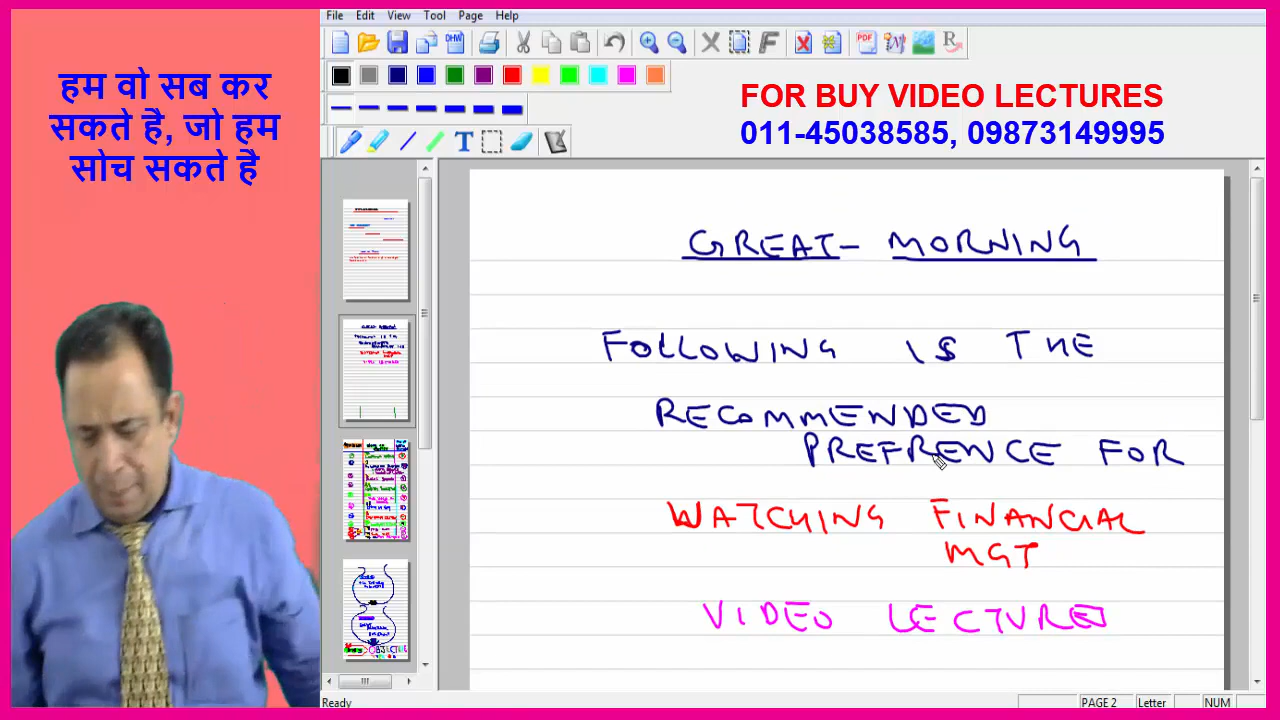 हम वो सब कर
सकते है, जो हम
सोच सकते है
File Edit View Tool Page Help
FOR BUY VIDEO LECTURES
011-45038585, 09873149995
GREAT- MORNING
FOLLOWING IS THE
RECOMMENDED
PREFRENCE FOR
WATCHING FINANCIAL
MGT
VIDEO LECTURES
Ready PAGE 2 Letter NUM